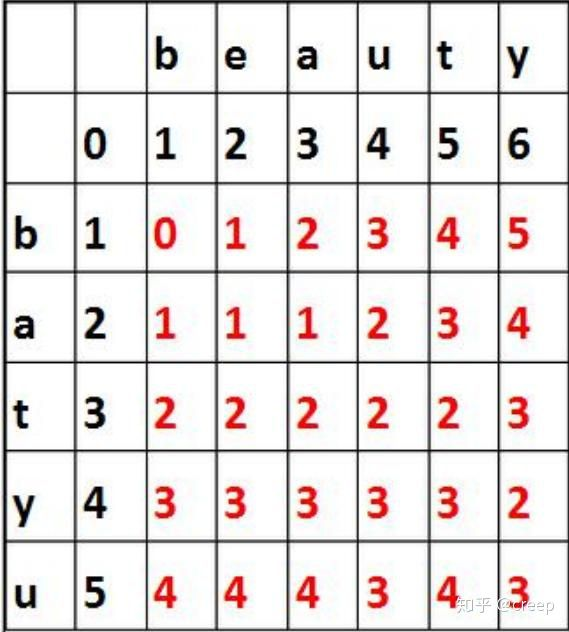 b e a u t y
0 1 2 3 4 5 6
b 1 0 1 2 3 4 5
a 2 1 1 1 2 3 4
t 3 2 2 2 2 2 3
y 4 3 3 3 3 3 2
u 5 4 4 4 3 4 3
知乎 @creep